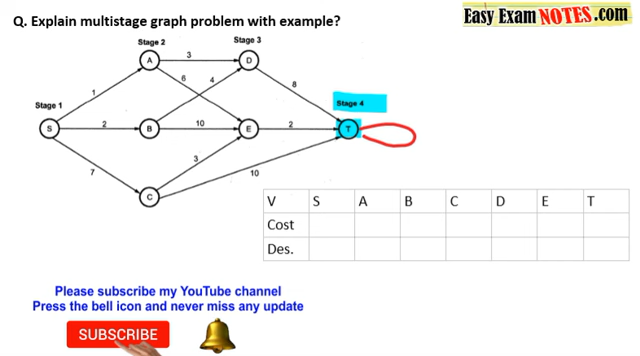 Q. Explain multistage graph problem with example?
Easy Exam NOTES .com
Stage 2
Stage 3
A
3
D
6
4
8
1
Stage 1
Stage 4
S
2
B
10
E
2
T
3
7
10
C
V S A B C D E T
Cost
Des.
Please subscribe my YouTube channel
Press the bell icon and never miss any update
SUBSCRIBE